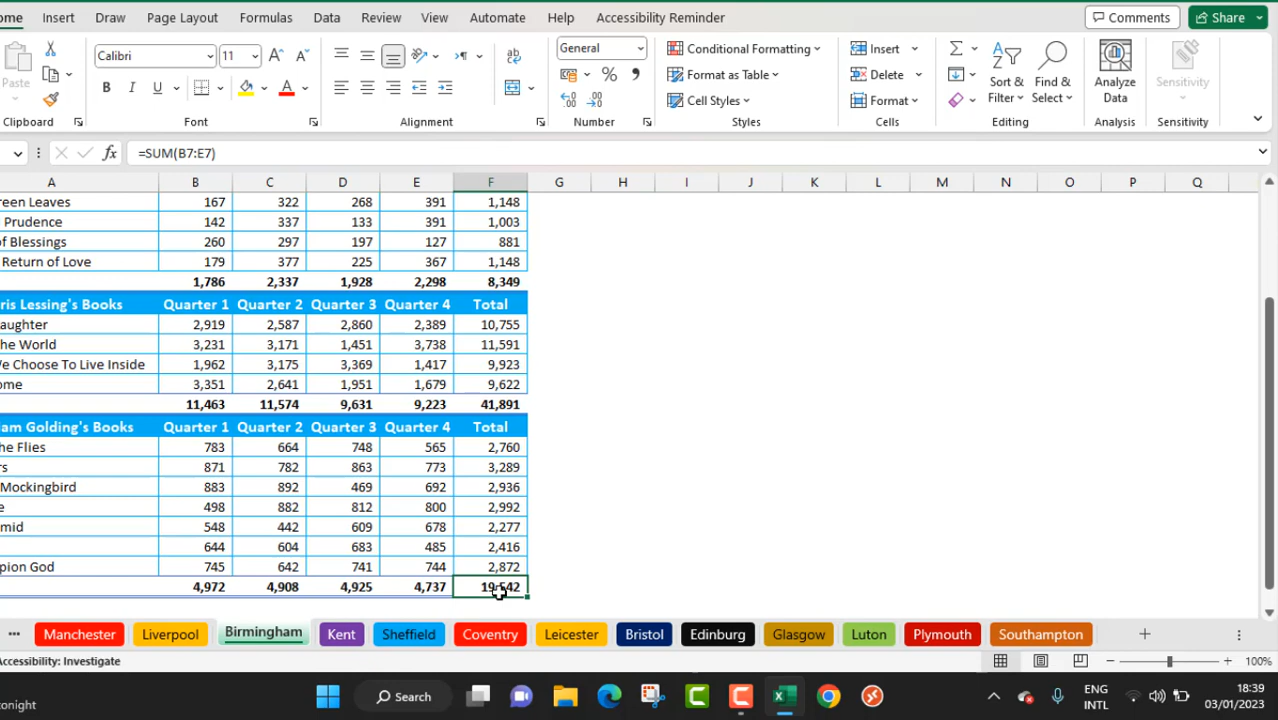 ome Insert Draw Page Layout Formulas Data Review View Automate Help Accessibility Reminder Comments Share
Paste Calibri 11 General Conditional Formatting Insert Sort & Filter Find & Select Analyze Data Sensitivity
Format as Table Delete
Cell Styles Format
Clipboard Font Alignment Number Styles Cells Editing Analysis Sensitivity
fx =SUM(B7:E7)
A B C D E F G H I J K L M N O P Q
reen Leaves 167 322 268 391 1,148
Prudence 142 337 133 391 1,003
of Blessings 260 297 197 127 881
Return of Love 179 377 225 367 1,148
1,786 2,337 1,928 2,298 8,349
ris Lessing's Books Quarter 1 Quarter 2 Quarter 3 Quarter 4 Total
aughter 2,919 2,587 2,860 2,389 10,755
he World 3,231 3,171 1,451 3,738 11,591
We Choose To Live Inside 1,962 3,175 3,369 1,417 9,923
ome 3,351 2,641 1,951 1,679 9,622
11,463 11,574 9,631 9,223 41,891
iam Golding's Books Quarter 1 Quarter 2 Quarter 3 Quarter 4 Total
he Flies 783 664 748 565 2,760
rs 871 782 863 773 3,289
Mockingbird 883 892 469 692 2,936
e 498 882 812 800 2,992
mid 548 442 609 678 2,277
644 604 683 485 2,416
pion God 745 642 741 744 2,872
4,972 4,908 4,925 4,737 19,542
Manchester Liverpool Birmingham Kent Sheffield Coventry Leicester Bristol Edinburg Glasgow Luton Plymouth Southampton
Accessibility: Investigate 100%
Search ENG 18:39
tonight INTL 03/01/2023